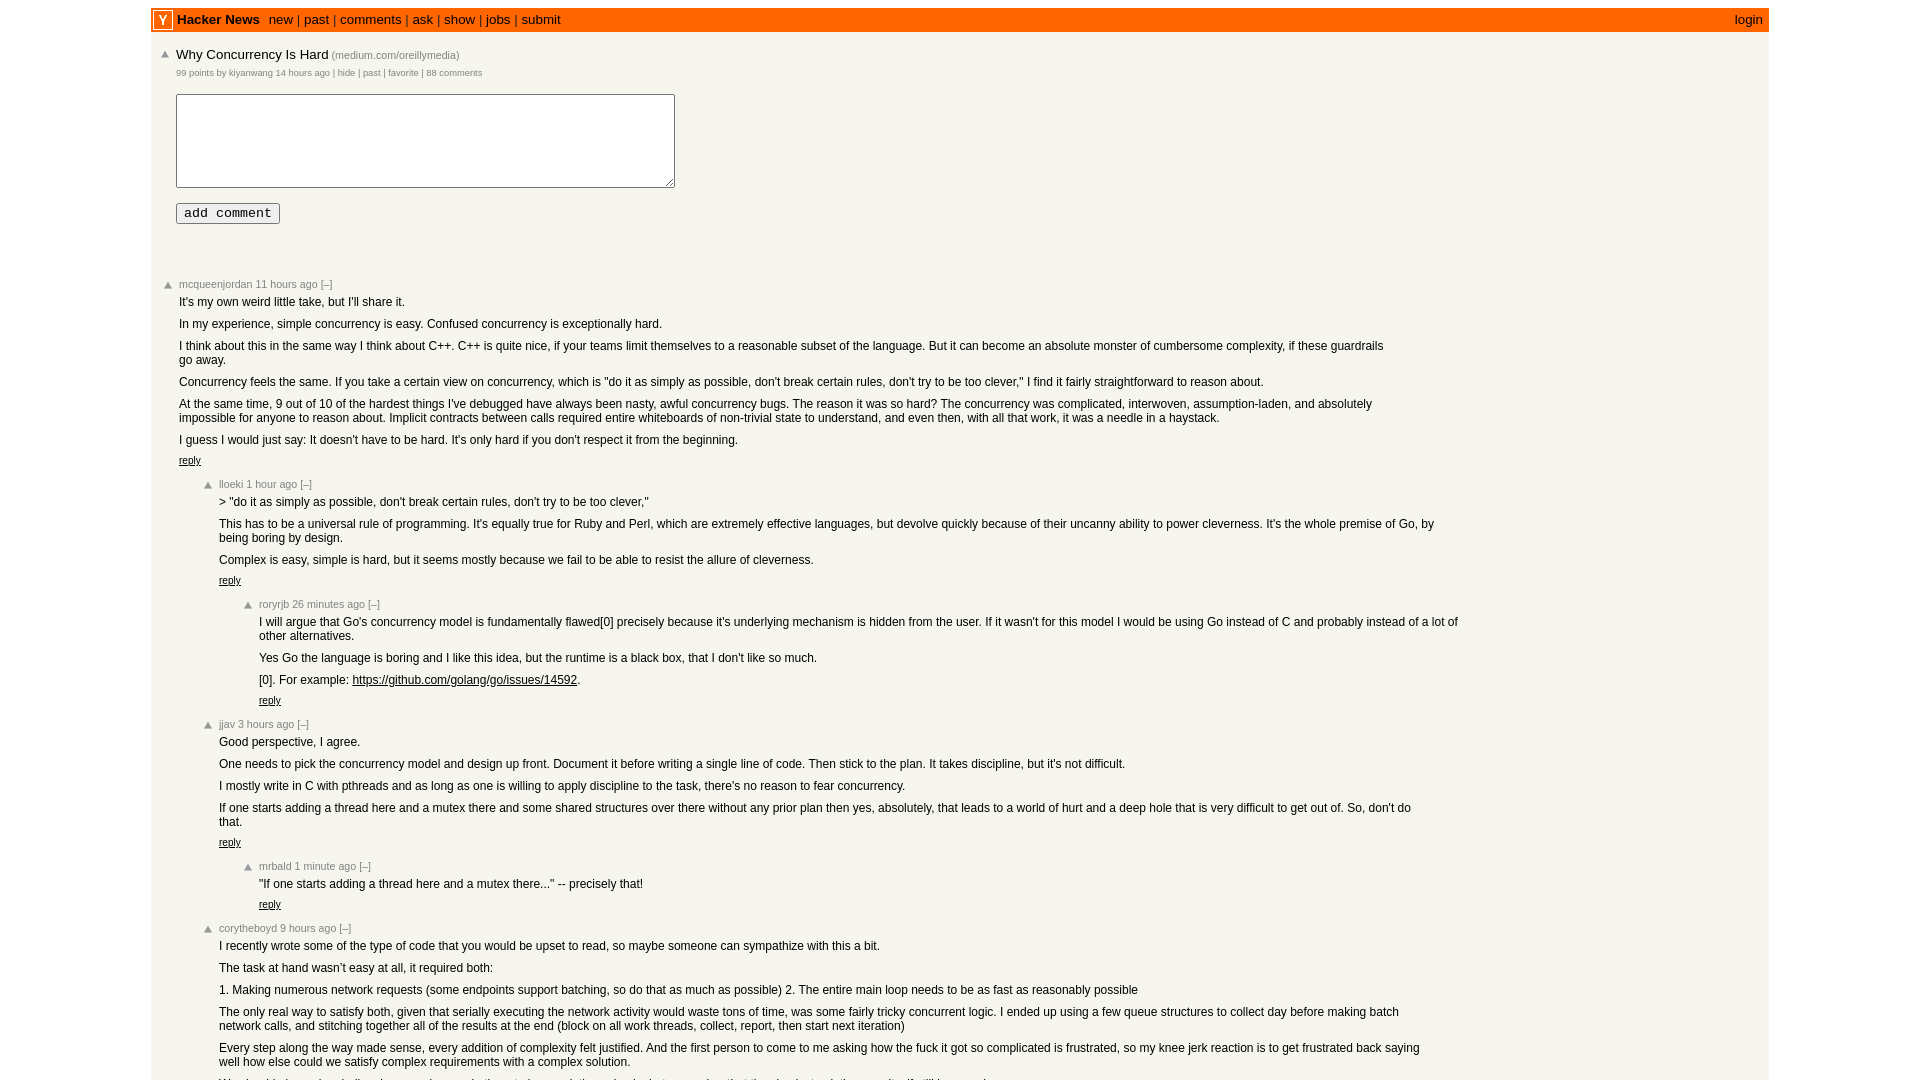 Y Hacker News new | past | comments | ask | show | jobs | submit login
Why Concurrency Is Hard (medium.com/oreillymedia)
99 points by kiyanwang 14 hours ago | hide | past | favorite | 88 comments
add comment
mcqueenjordan 11 hours ago [–]
It's my own weird little take, but I'll share it.
In my experience, simple concurrency is easy. Confused concurrency is exceptionally hard.
I think about this in the same way I think about C++. C++ is quite nice, if your teams limit themselves to a reasonable subset of the language. But it can become an absolute monster of cumbersome complexity, if these guardrails
go away.
Concurrency feels the same. If you take a certain view on concurrency, which is "do it as simply as possible, don't break certain rules, don't try to be too clever," I find it fairly straightforward to reason about.
At the same time, 9 out of 10 of the hardest things I've debugged have always been nasty, awful concurrency bugs. The reason it was so hard? The concurrency was complicated, interwoven, assumption-laden, and absolutely
impossible for anyone to reason about. Implicit contracts between calls required entire whiteboards of non-trivial state to understand, and even then, with all that work, it was a needle in a haystack.
I guess I would just say: It doesn't have to be hard. It's only hard if you don't respect it from the beginning.
reply
lloeki 1 hour ago [–]
> "do it as simply as possible, don't break certain rules, don't try to be too clever,"
This has to be a universal rule of programming. It's equally true for Ruby and Perl, which are extremely effective languages, but devolve quickly because of their uncanny ability to power cleverness. It's the whole premise of Go, by
being boring by design.
Complex is easy, simple is hard, but it seems mostly because we fail to be able to resist the allure of cleverness.
reply
roryrjb 26 minutes ago [–]
I will argue that Go's concurrency model is fundamentally flawed[0] precisely because it's underlying mechanism is hidden from the user. If it wasn't for this model I would be using Go instead of C and probably instead of a lot of
other alternatives.
Yes Go the language is boring and I like this idea, but the runtime is a black box, that I don't like so much.
[0]. For example: https://github.com/golang/go/issues/14592.
reply
jjav 3 hours ago [–]
Good perspective, I agree.
One needs to pick the concurrency model and design up front. Document it before writing a single line of code. Then stick to the plan. It takes discipline, but it's not difficult.
I mostly write in C with pthreads and as long as one is willing to apply discipline to the task, there's no reason to fear concurrency.
If one starts adding a thread here and a mutex there and some shared structures over there without any prior plan then yes, absolutely, that leads to a world of hurt and a deep hole that is very difficult to get out of. So, don't do
that.
reply
mrbald 1 minute ago [–]
"If one starts adding a thread here and a mutex there..." -- precisely that!
reply
corytheboyd 9 hours ago [–]
I recently wrote some of the type of code that you would be upset to read, so maybe someone can sympathize with this a bit.
The task at hand wasn’t easy at all, it required both:
1. Making numerous network requests (some endpoints support batching, so do that as much as possible) 2. The entire main loop needs to be as fast as reasonably possible
The only real way to satisfy both, given that serially executing the network activity would waste tons of time, was some fairly tricky concurrent logic. I ended up using a few queue structures to collect day before making batch
network calls, and stitching together all of the results at the end (block on all work threads, collect, report, then start next iteration)
Every step along the way made sense, every addition of complexity felt justified. And the first person to come to me asking how the fuck it got so complicated is frustrated, so my knee jerk reaction is to get frustrated back saying
well how else could we satisfy complex requirements with a complex solution.